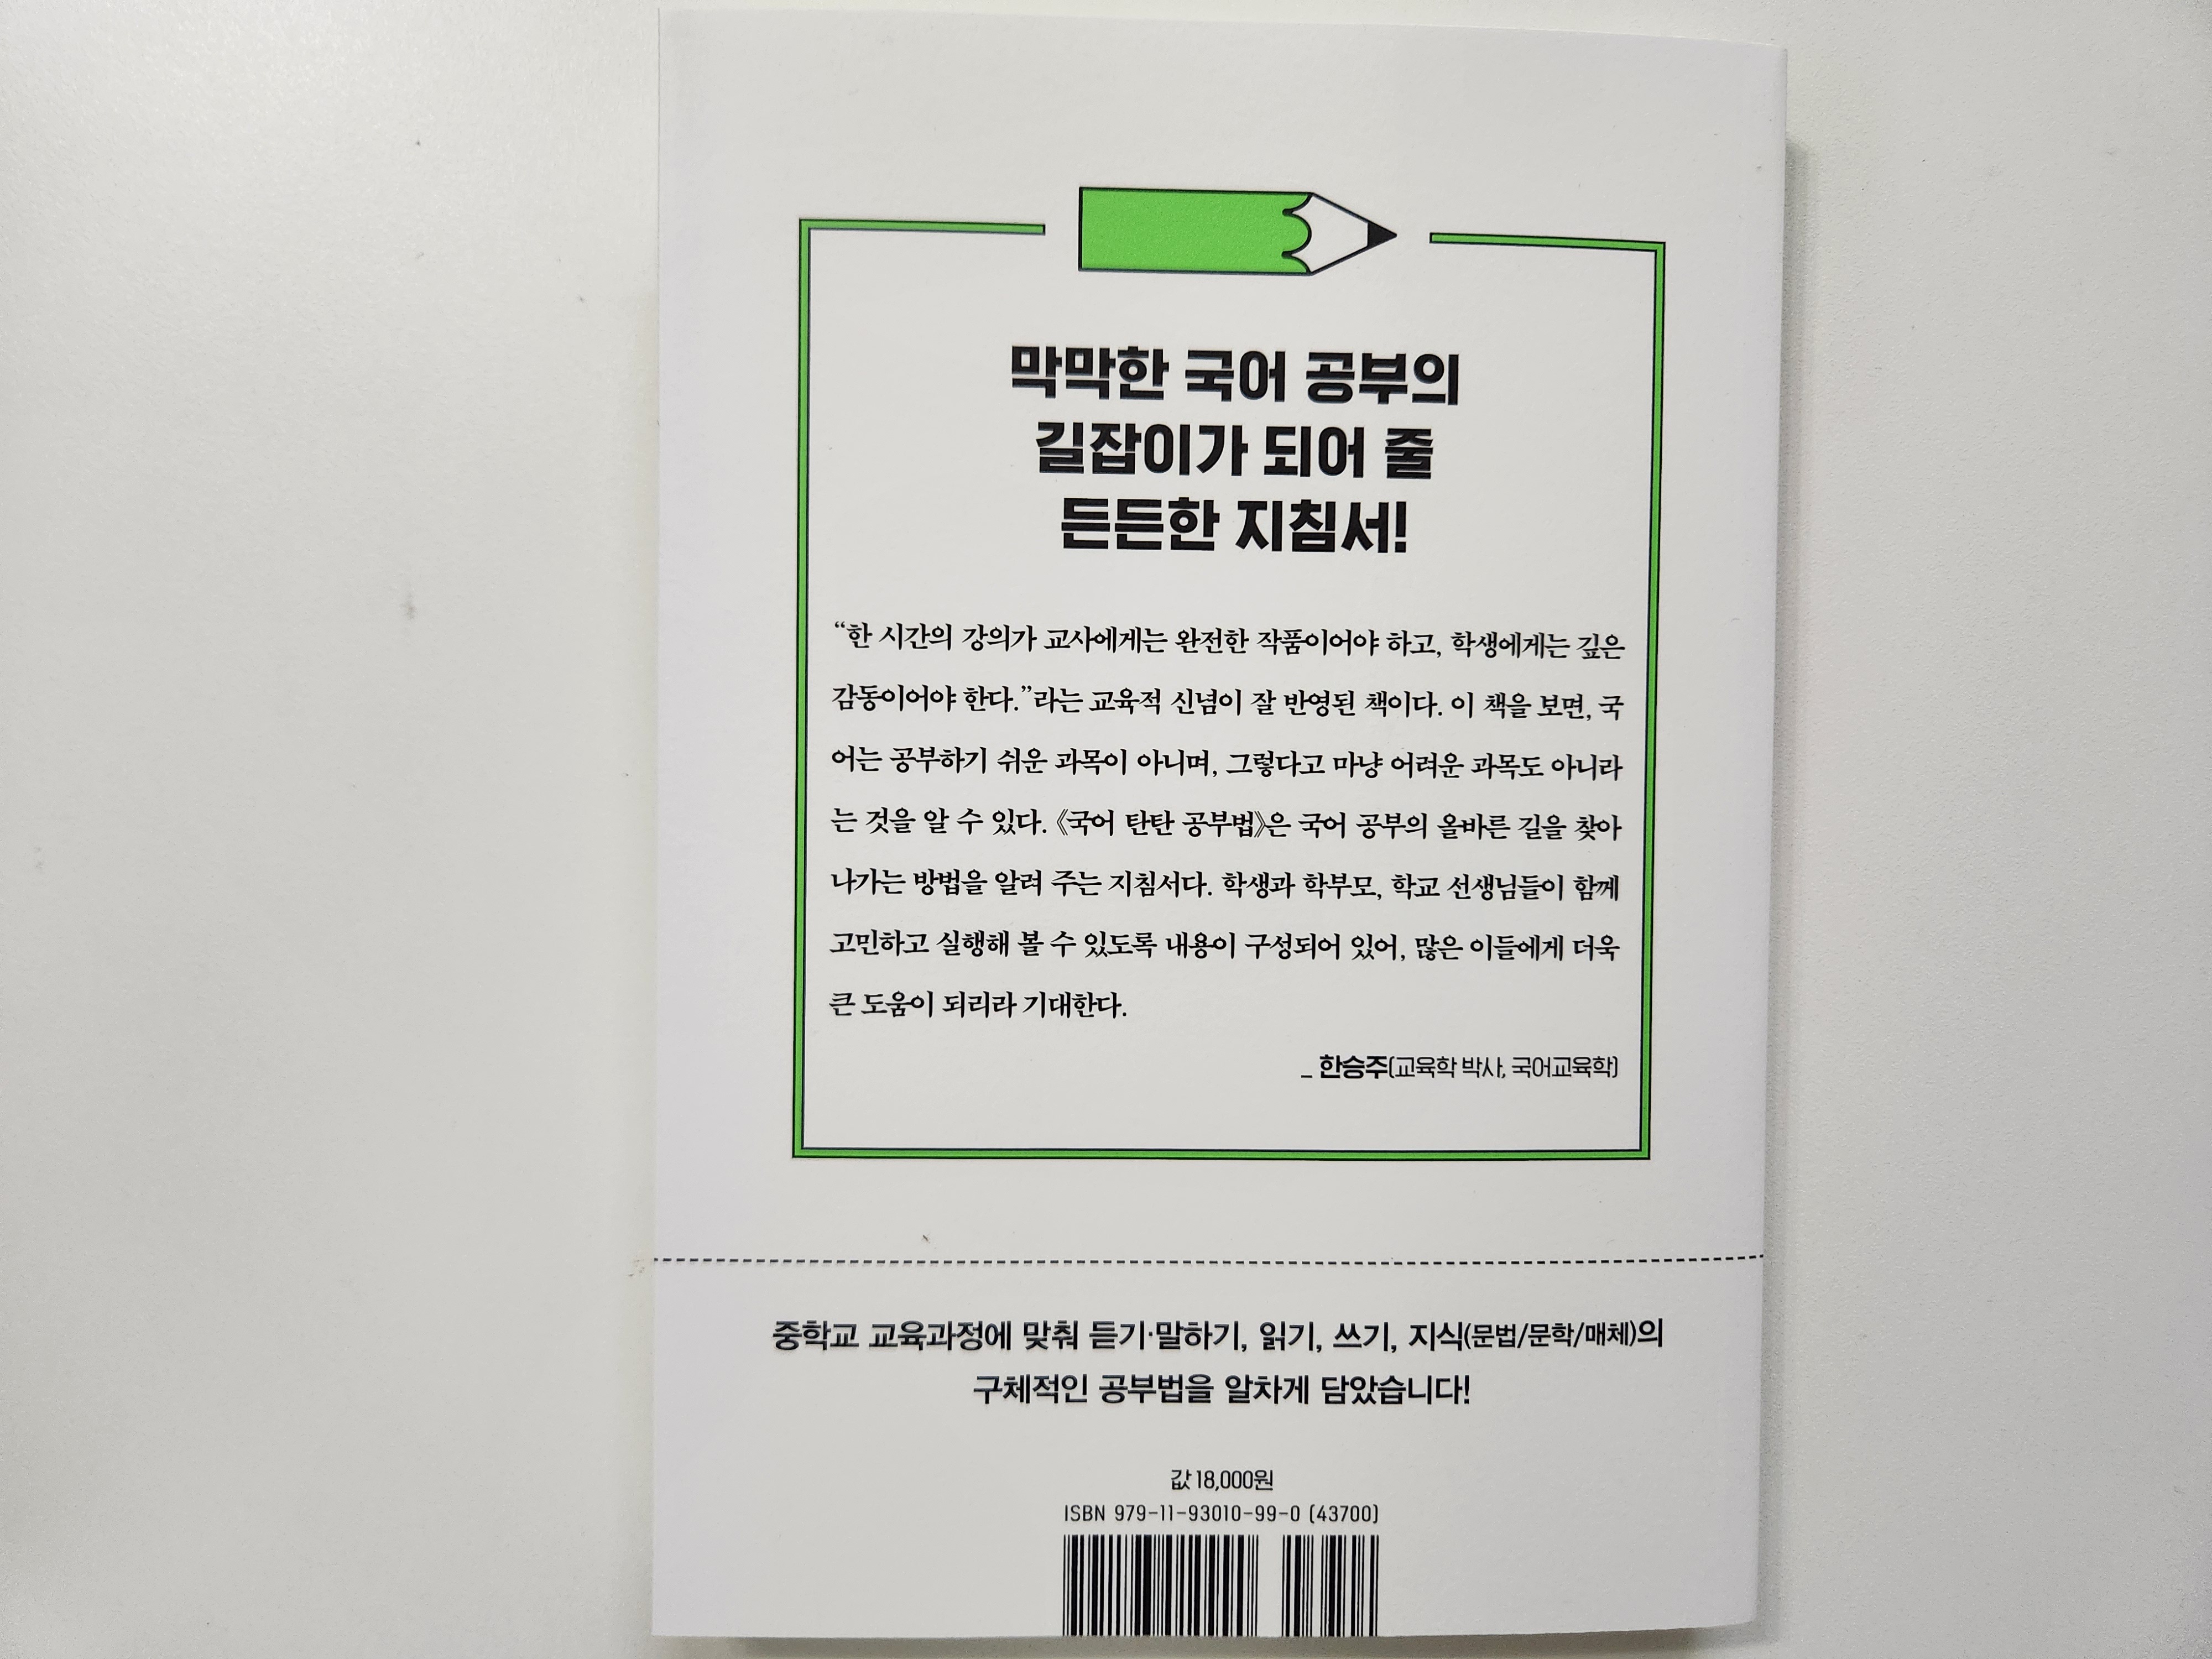 막막한 국어 공부의
길잡이가 되어 줄
든든한 지침서!
“한 시간의 강의가 교사에게는 완전한 작품이어야 하고, 학생에게는 깊은
감동이어야 한다.”라는 교육적 신념이 잘 반영된 책이다. 이 책을 보면, 국
어는 공부하기 쉬운 과목이 아니며, 그렇다고 마냥 어려운 과목도 아니라
는 것을 알 수 있다. 《국어 탄탄 공부법》은 국어 공부의 올바른 길을 찾아
나가는 방법을 알려 주는 지침서다. 학생과 학부모, 학교 선생님들이 함께
고민하고 실행해 볼 수 있도록 내용이 구성되어 있어, 많은 이들에게 더욱
큰 도움이 되리라 기대한다.
_ 한승주(교육학 박사, 국어교육학)
중학교 교육과정에 맞춰 듣기·말하기, 읽기, 쓰기, 지식(문법/문학/매체)의
구체적인 공부법을 알차게 담았습니다!
값 18,000원
ISBN 979-11-93010-99-0 (43700)